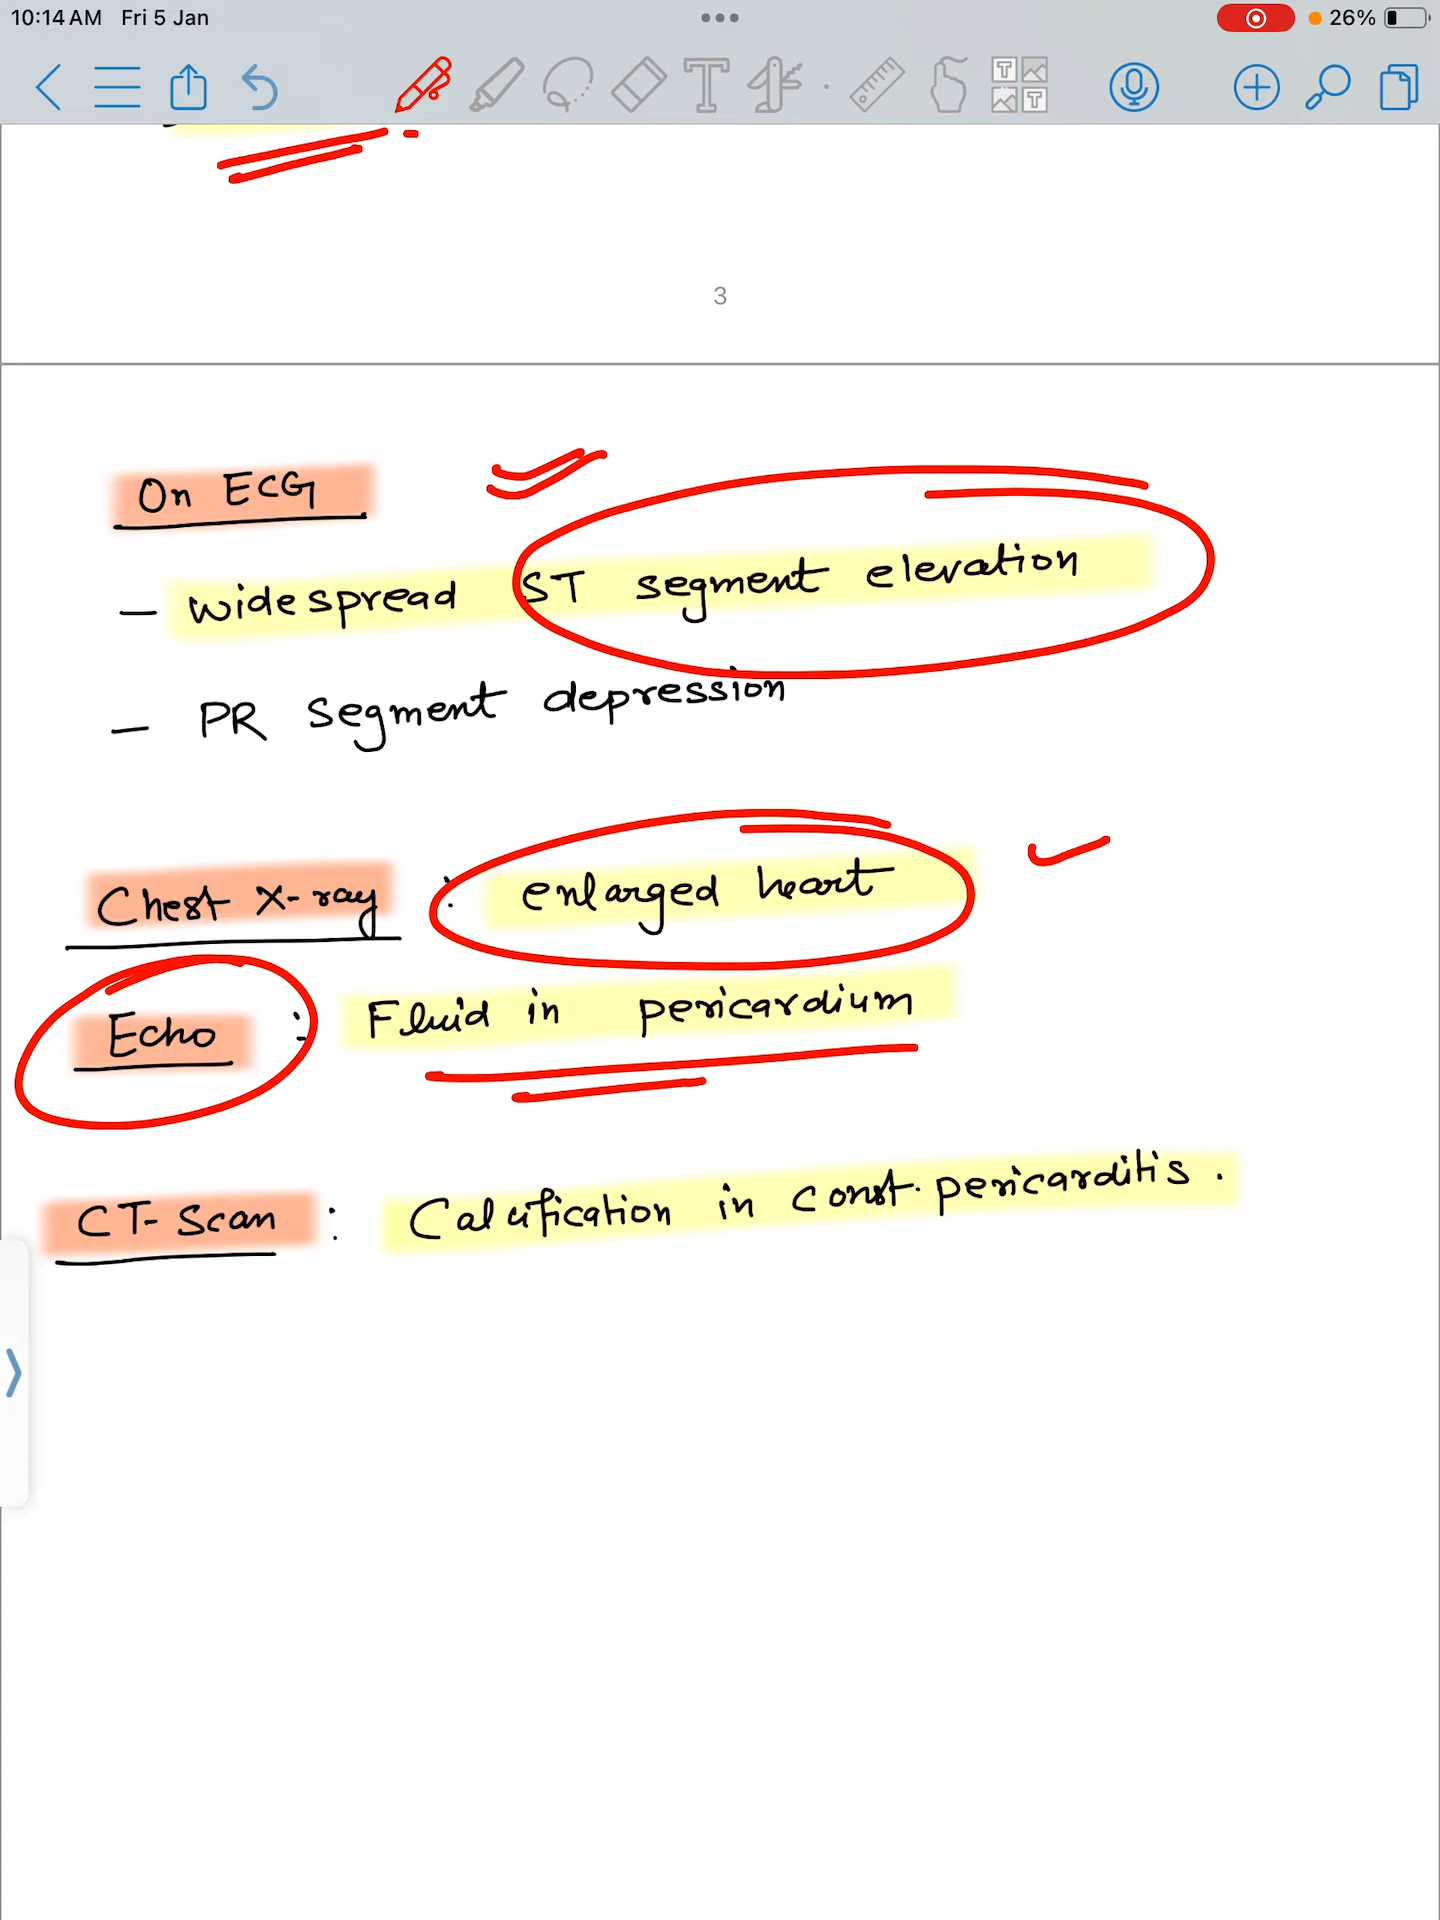 10:14 AM Fri 5 Jan 26%
3
On ECG
- widespread ST segment elevation
- PR segment depression
Chest X-ray : enlarged heart
Echo : Fluid in pericardium
CT-Scan : Calcification in const. pericarditis.